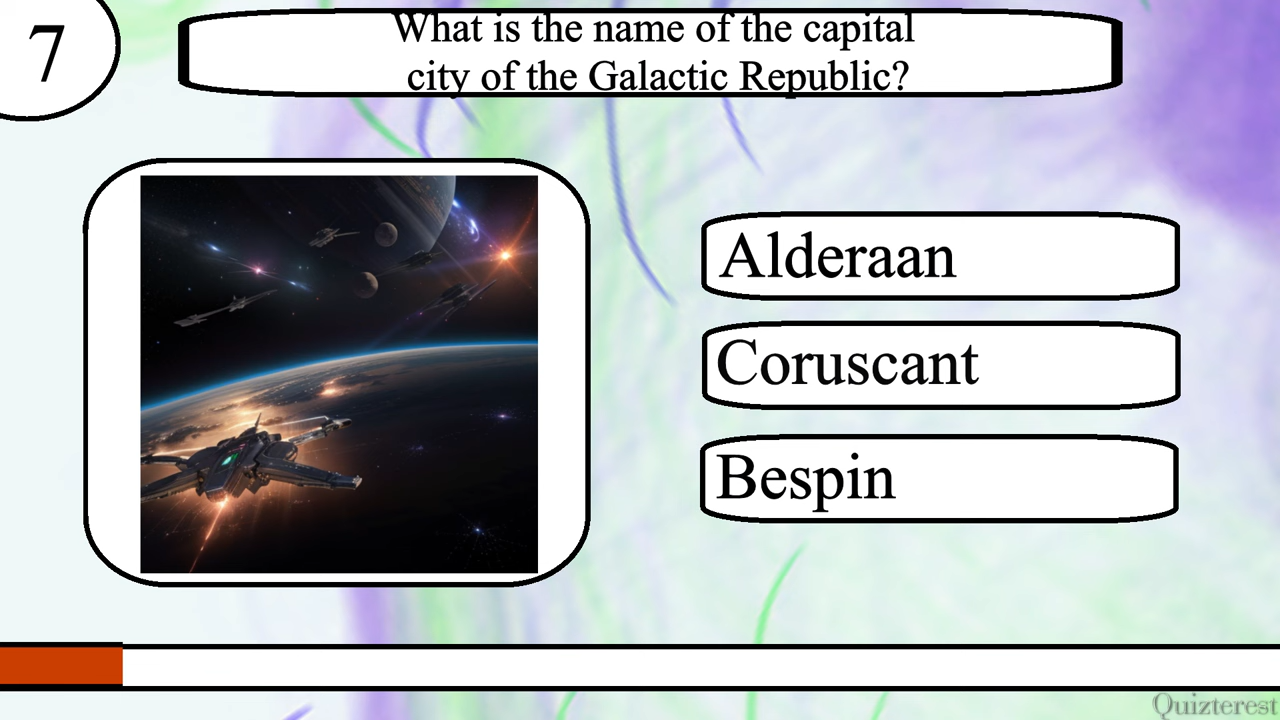 7
What is the name of the capital
city of the Galactic Republic?
Alderaan
Coruscant
Bespin
Quizterest